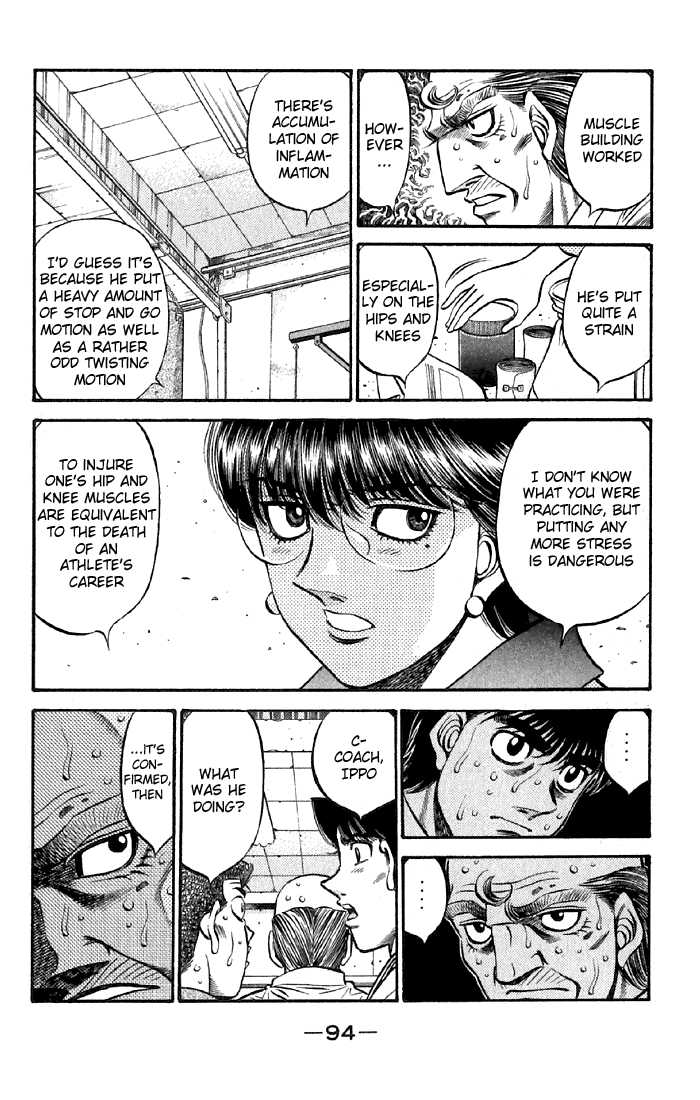 MUSCLE
BUILDING
WORKED
HOW-
EVER
...
HE'S PUT
QUITE A
STRAIN
ESPECIAL-
LY ON THE
HIPS AND
KNEES
THERE'S
ACCUMU-
LATION OF
INFLAM-
MATION
I'D GUESS IT'S
BECAUSE HE PUT
A HEAVY AMOUNT
OF STOP AND GO
MOTION AS WELL
AS A RATHER
ODD TWISTING
MOTION
I DON'T KNOW
WHAT YOU WERE
PRACTICING, BUT
PUTTING ANY
MORE STRESS
IS DANGEROUS
TO INJURE
ONE'S HIP AND
KNEE MUSCLES
ARE EQUIVALENT
TO THE DEATH
OF AN
ATHLETE'S
CAREER
....
....
C-
COACH,
IPPO
WHAT
WAS HE
DOING?
...IT'S
CON-
FIRMED,
THEN
—94—